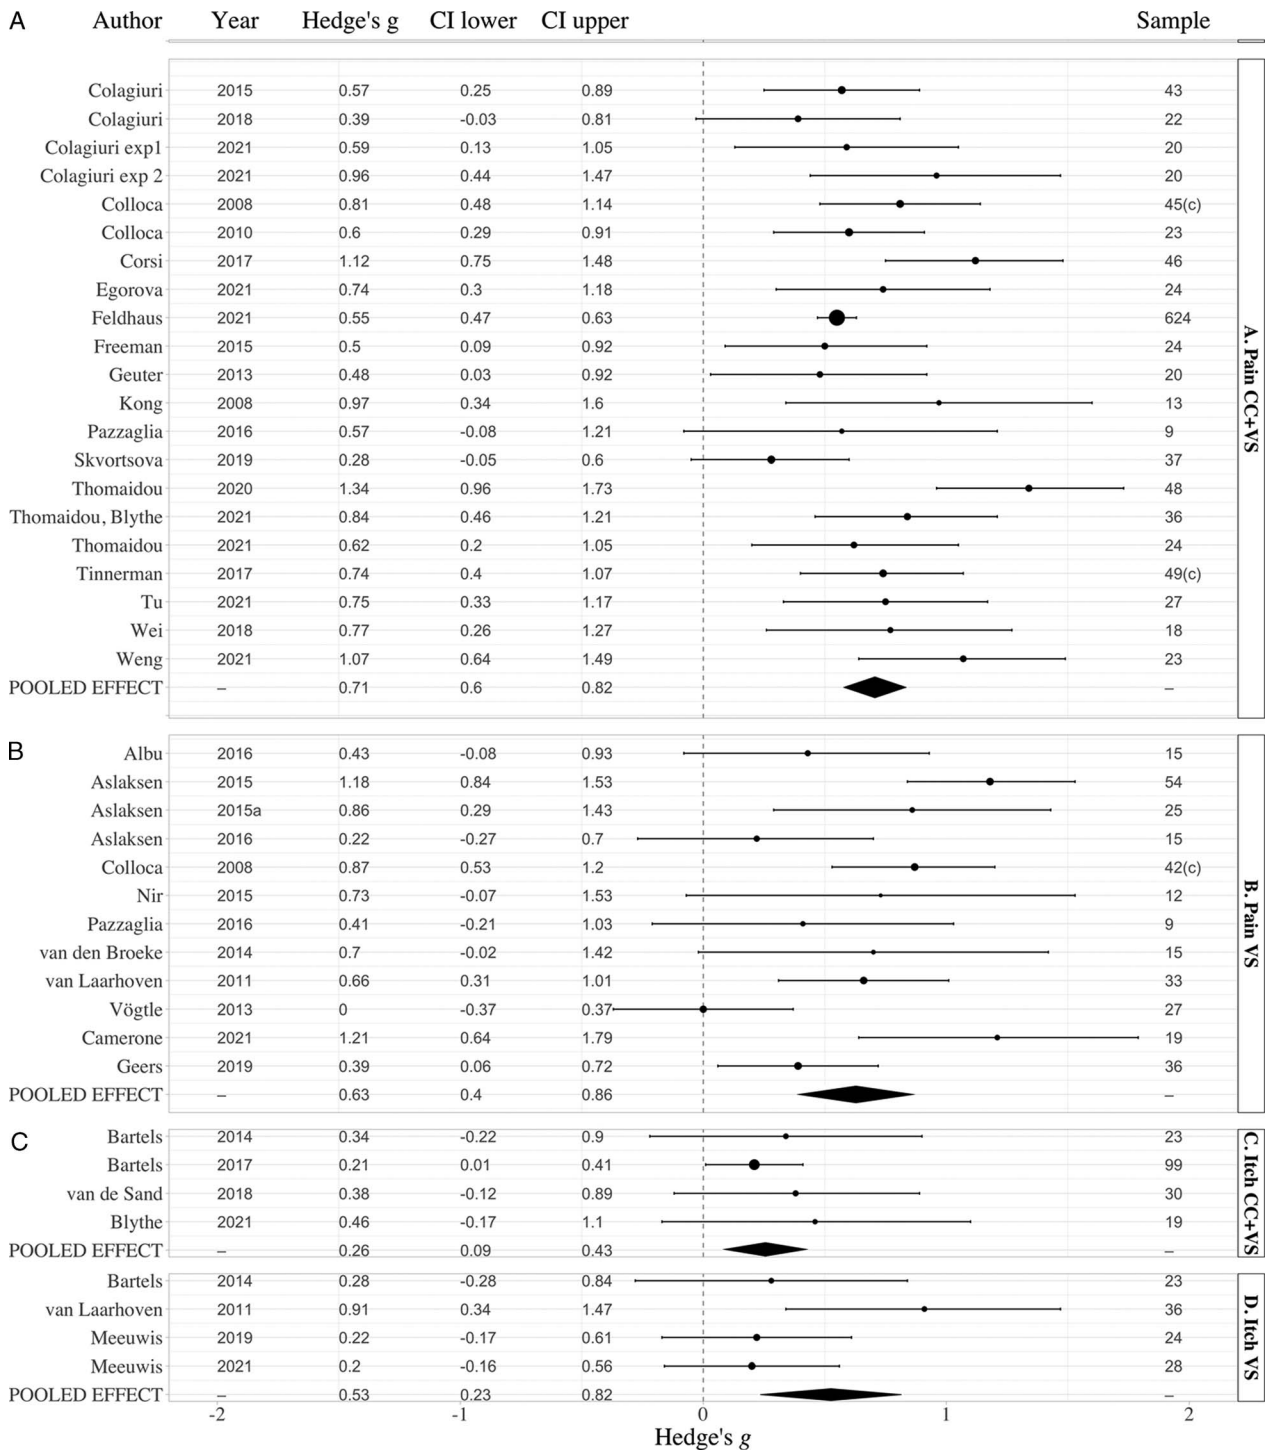 A Author Year Hedge's g CI lower CI upper Sample
Colagiuri 2015 0.57 0.25 0.89 43
Colagiuri 2018 0.39 -0.03 0.81 22
Colagiuri exp1 2021 0.59 0.13 1.05 20
Colagiuri exp 2 2021 0.96 0.44 1.47 20
Colloca 2008 0.81 0.48 1.14 45(c)
Colloca 2010 0.6 0.29 0.91 23
Corsi 2017 1.12 0.75 1.48 46
Egorova 2021 0.74 0.3 1.18 24
Feldhaus 2021 0.55 0.47 0.63 624
Freeman 2015 0.5 0.09 0.92 24
Geuter 2013 0.48 0.03 0.92 20
Kong 2008 0.97 0.34 1.6 13
Pazzaglia 2016 0.57 -0.08 1.21 9
Skvortsova 2019 0.28 -0.05 0.6 37
Thomaidou 2020 1.34 0.96 1.73 48
Thomaidou, Blythe 2021 0.84 0.46 1.21 36
Thomaidou 2021 0.62 0.2 1.05 24
Tinnerman 2017 0.74 0.4 1.07 49(c)
Tu 2021 0.75 0.33 1.17 27
Wei 2018 0.77 0.26 1.27 18
Weng 2021 1.07 0.64 1.49 23
POOLED EFFECT – 0.71 0.6 0.82 –
A. Pain CC+VS
B
Albu 2016 0.43 -0.08 0.93 15
Aslaksen 2015 1.18 0.84 1.53 54
Aslaksen 2015a 0.86 0.29 1.43 25
Aslaksen 2016 0.22 -0.27 0.7 15
Colloca 2008 0.87 0.53 1.2 42(c)
Nir 2015 0.73 -0.07 1.53 12
Pazzaglia 2016 0.41 -0.21 1.03 9
van den Broeke 2014 0.7 -0.02 1.42 15
van Laarhoven 2011 0.66 0.31 1.01 33
Vögtle 2013 0 -0.37 0.37 27
Camerone 2021 1.21 0.64 1.79 19
Geers 2019 0.39 0.06 0.72 36
POOLED EFFECT – 0.63 0.4 0.86 –
B. Pain VS
C
Bartels 2014 0.34 -0.22 0.9 23
Bartels 2017 0.21 0.01 0.41 99
van de Sand 2018 0.38 -0.12 0.89 30
Blythe 2021 0.46 -0.17 1.1 19
POOLED EFFECT – 0.26 0.09 0.43 –
C. Itch CC+VS
Bartels 2014 0.28 -0.28 0.84 23
van Laarhoven 2011 0.91 0.34 1.47 36
Meeuwis 2019 0.22 -0.17 0.61 24
Meeuwis 2021 0.2 -0.16 0.56 28
POOLED EFFECT – 0.53 0.23 0.82 –
D. Itch VS
-2 -1 0 1 2
Hedge's g